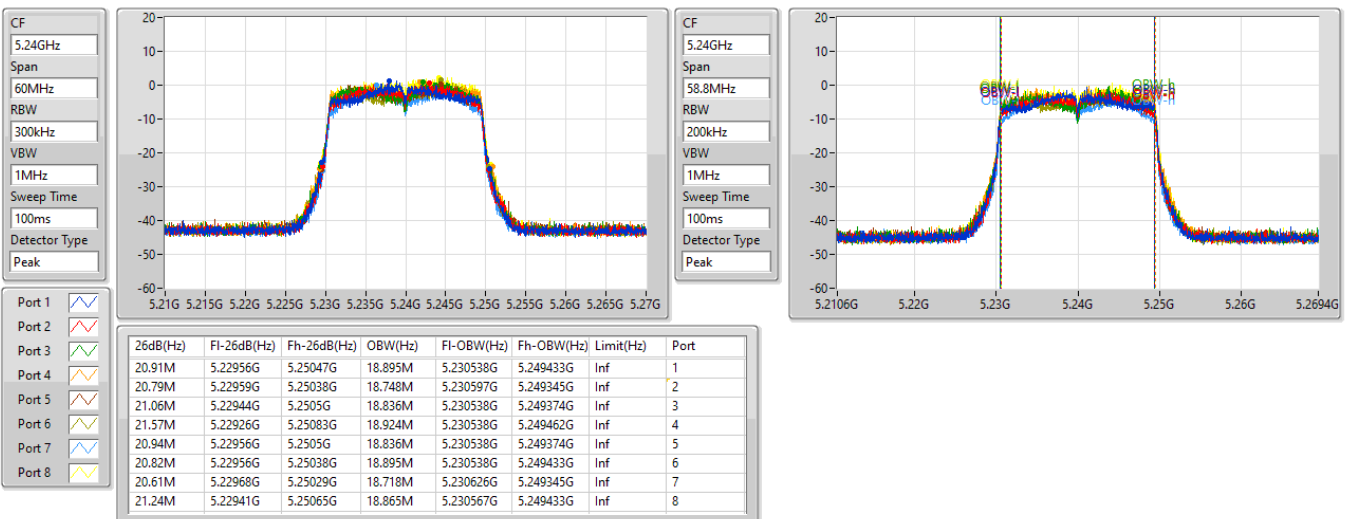 CF
5.24GHz
Span
60MHz
RBW
300kHz
VBW
1MHz
Sweep Time
100ms
Detector Type
Peak
20
10
0
-10
-20
-30
-40
-50
-60
5.21G 5.215G 5.22G 5.225G 5.23G 5.235G 5.24G 5.245G 5.25G 5.255G 5.26G 5.265G 5.27G
CF
5.24GHz
Span
58.8MHz
RBW
200kHz
VBW
1MHz
Sweep Time
100ms
Detector Type
Peak
20
10
0
-10
-20
-30
-40
-50
-60
OBW-l OBW-h
5.2106G 5.22G 5.23G 5.24G 5.25G 5.26G 5.2694G
Port 1
Port 2
Port 3
Port 4
Port 5
Port 6
Port 7
Port 8
26dB(Hz) Fl-26dB(Hz) Fh-26dB(Hz) OBW(Hz) Fl-OBW(Hz) Fh-OBW(Hz) Limit(Hz) Port
20.91M 5.22956G 5.25047G 18.895M 5.230538G 5.249433G Inf 1
20.79M 5.22959G 5.25038G 18.748M 5.230597G 5.249345G Inf 2
21.06M 5.22944G 5.2505G 18.836M 5.230538G 5.249374G Inf 3
21.57M 5.22926G 5.25083G 18.924M 5.230538G 5.249462G Inf 4
20.94M 5.22956G 5.2505G 18.836M 5.230538G 5.249374G Inf 5
20.82M 5.22956G 5.25038G 18.895M 5.230538G 5.249433G Inf 6
20.61M 5.22968G 5.25029G 18.718M 5.230626G 5.249345G Inf 7
21.24M 5.22941G 5.25065G 18.865M 5.230567G 5.249433G Inf 8